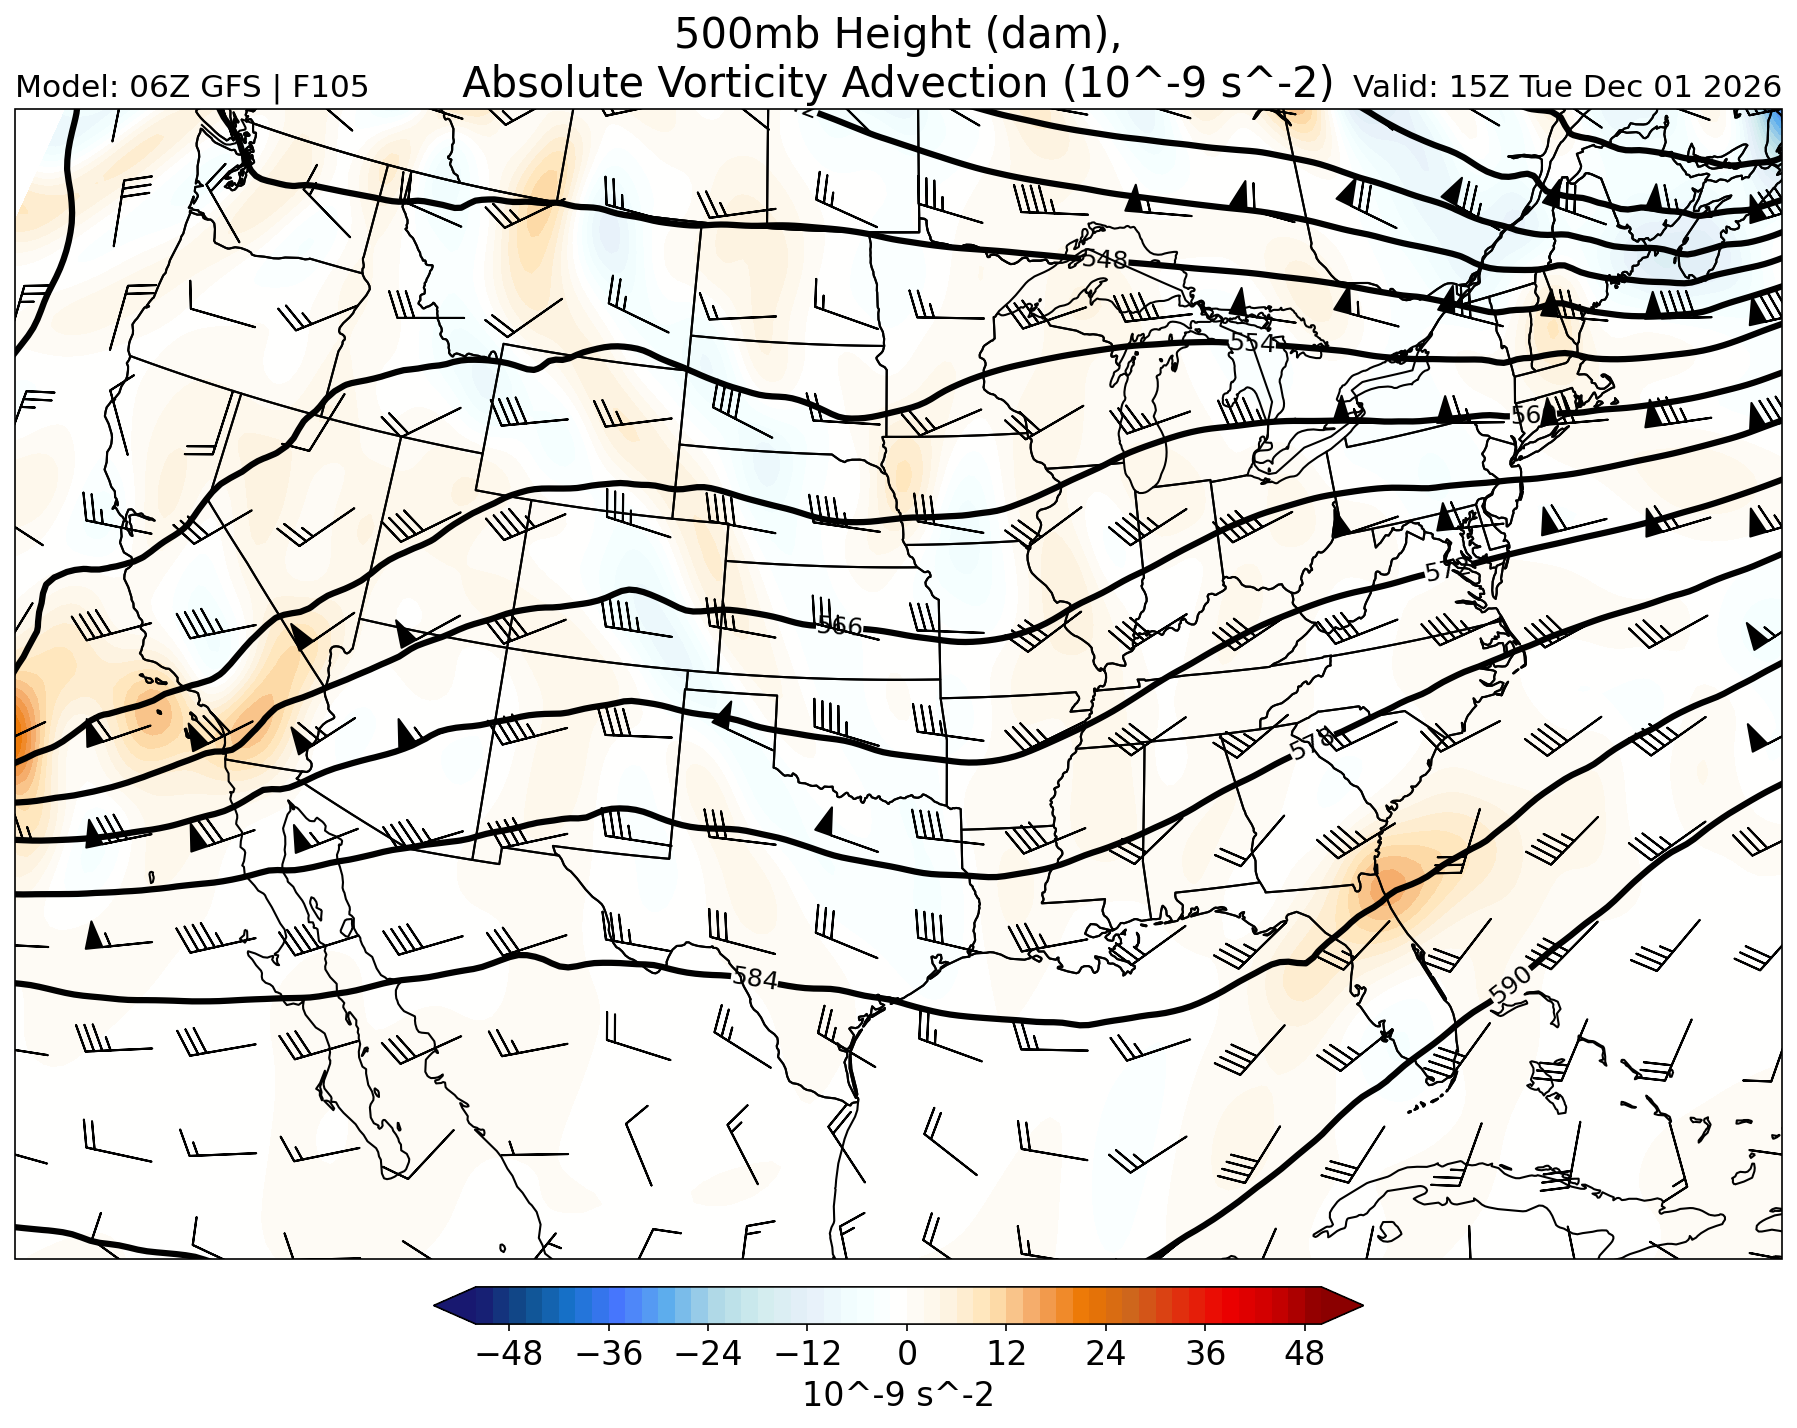 500mb Height (dam),
Absolute Vorticity Advection (10^-9 s^-2)
Model: 06Z GFS | F105
Valid: 15Z Tue Dec 01 2026
548
554
566
578
584
590
−48 −36 −24 −12 0 12 24 36 48
10^-9 s^-2